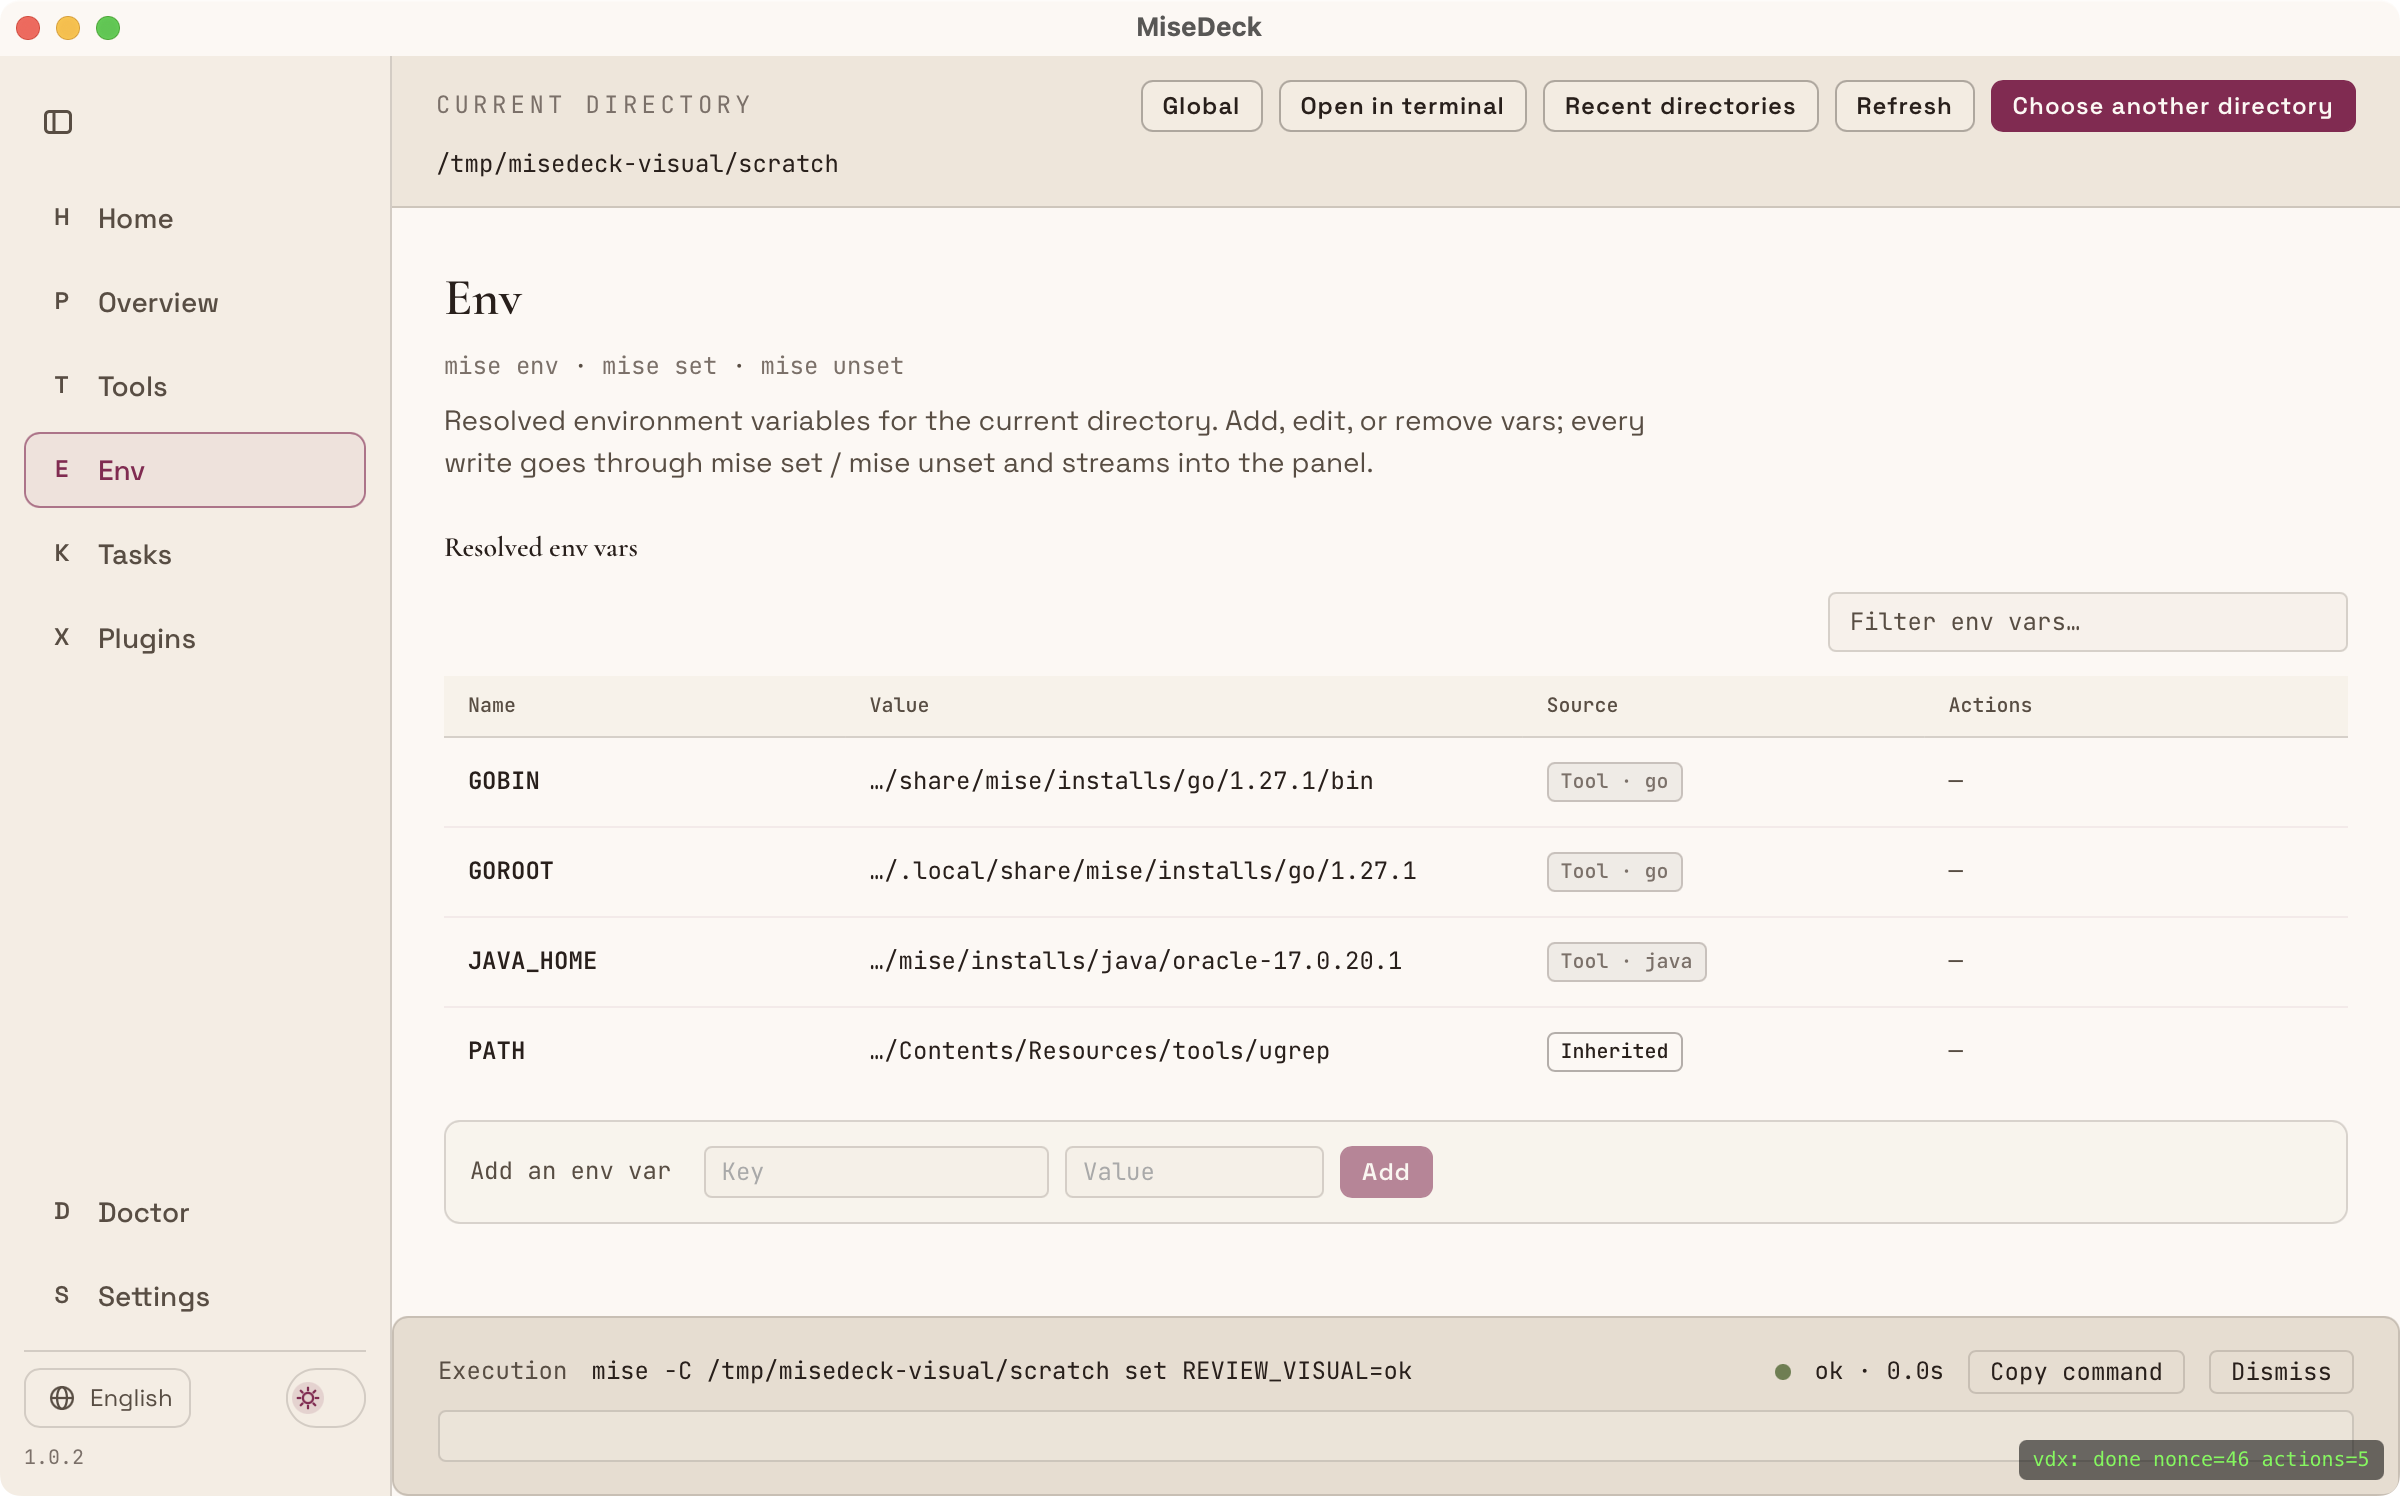 MiseDeck
CURRENT DIRECTORY
/tmp/misedeck-visual/scratch
Global
Open in terminal
Recent directories
Refresh
Choose another directory
H Home
P Overview
T Tools
E Env
K Tasks
X Plugins
D Doctor
S Settings
English
1.0.2
Env
mise env · mise set · mise unset
Resolved environment variables for the current directory. Add, edit, or remove vars; every
write goes through mise set / mise unset and streams into the panel.
Resolved env vars
Filter env vars…
Name Value Source Actions
GOBIN …/share/mise/installs/go/1.27.1/bin Tool · go —
GOROOT …/.local/share/mise/installs/go/1.27.1 Tool · go —
JAVA_HOME …/mise/installs/java/oracle-17.0.20.1 Tool · java —
PATH …/Contents/Resources/tools/ugrep Inherited —
Add an env var Key Value Add
Execution mise -C /tmp/misedeck-visual/scratch set REVIEW_VISUAL=ok ok · 0.0s Copy command Dismiss
vdx: done nonce=46 actions=5